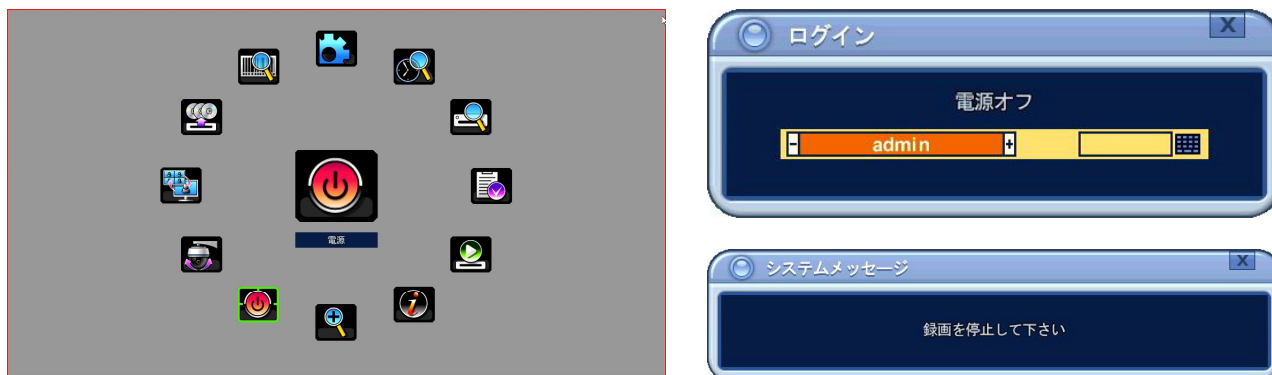 電源
ログイン
X
電源オフ
- admin +
システムメッセージ
X
録画を停止して下さい